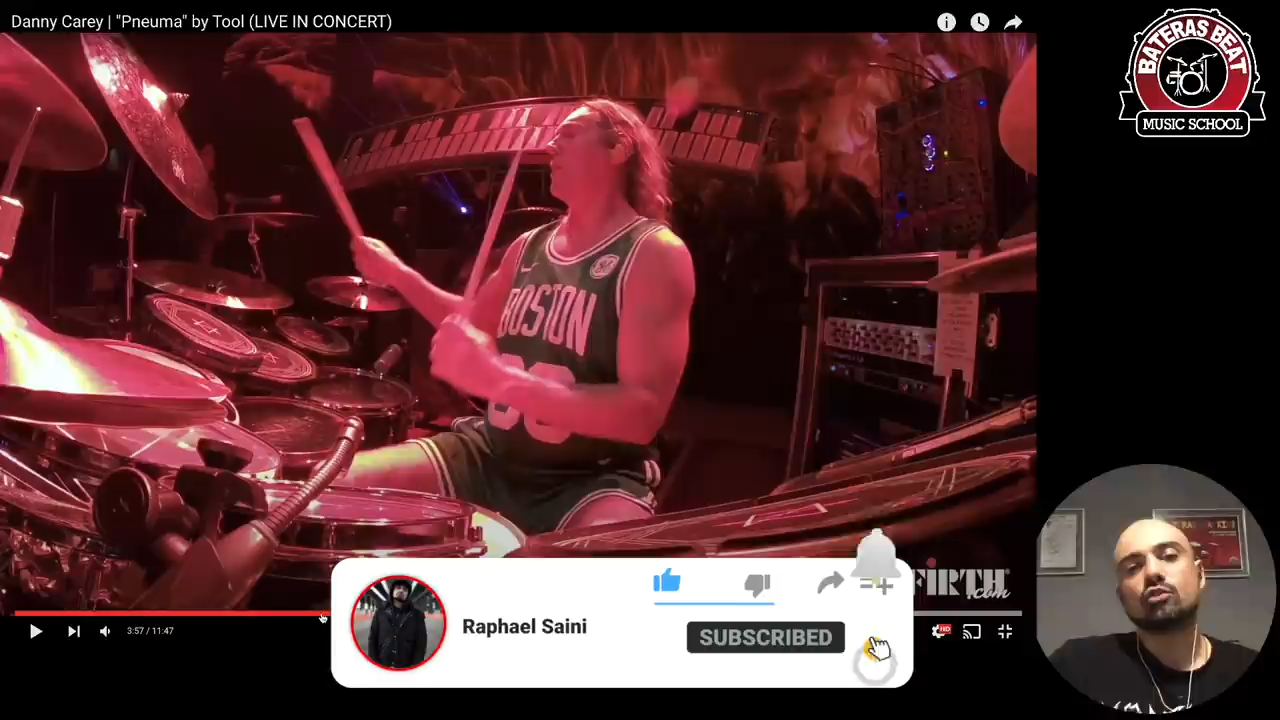 Danny Carey | "Pneuma" by Tool (LIVE IN CONCERT)
BATERAS BEAT
MUSIC SCHOOL
BOSTON
FIRTH
.com
3:57 / 11:47
HD
Raphael Saini
SUBSCRIBED